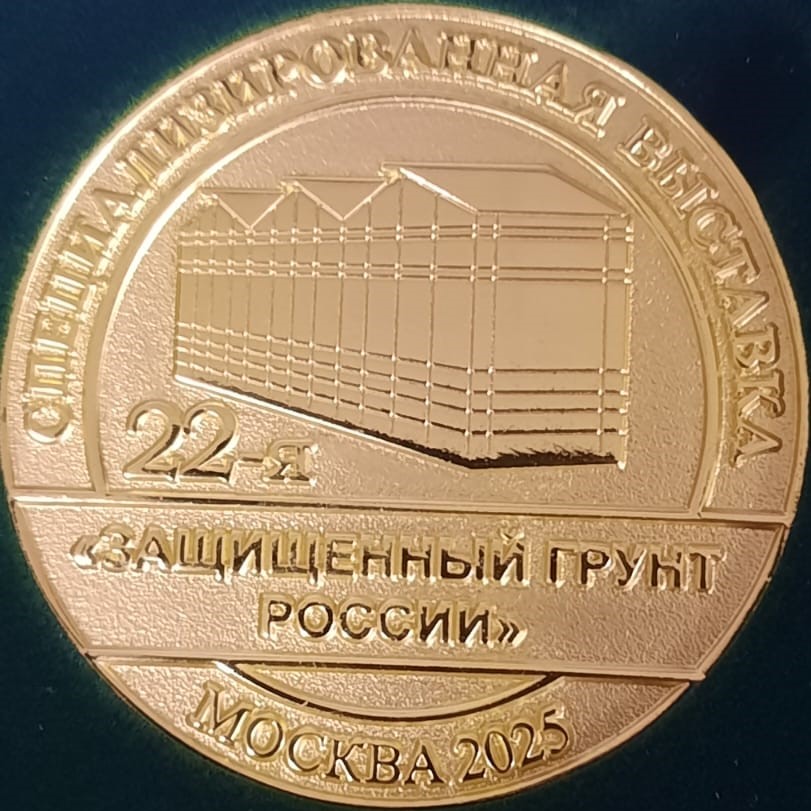 СПЕЦИАЛИЗИРОВАННАЯ ВЫСТАВКА
22-я
«ЗАЩИЩЕННЫЙ ГРУНТ
РОССИИ»
МОСКВА 2025